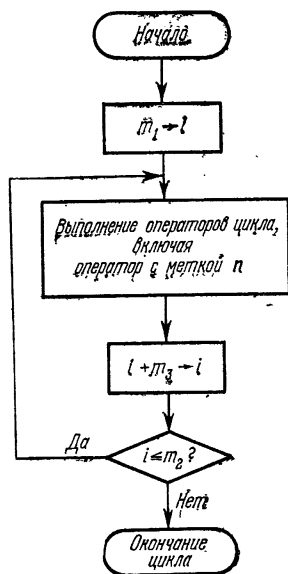 Начало
m₁→l
Выполнение операторов цикла,
включая
оператор с меткой n
l+m₃→i
Да
i≤m₂?
Нет
Окончание
цикла